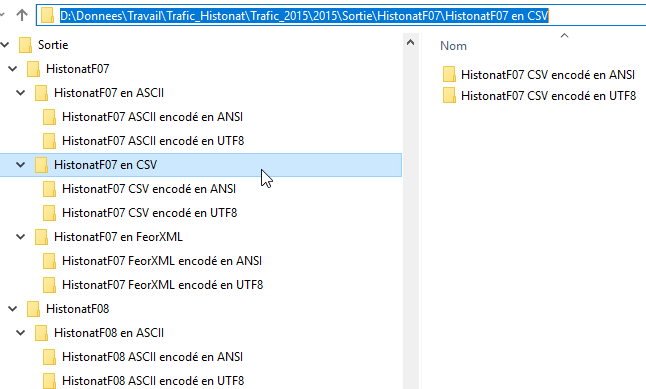 D:\Donnees\Travail\Trafic_Histonat\Trafic_2015\2015\Sortie\HistonatF07\HistonatF07 en CSV
Sortie
HistonatF07
HistonatF07 en ASCII
HistonatF07 ASCII encodé en ANSI
HistonatF07 ASCII encodé en UTF8
HistonatF07 en CSV
HistonatF07 CSV encodé en ANSI
HistonatF07 CSV encodé en UTF8
HistonatF07 en FeorXML
HistonatF07 FeorXML encodé en ANSI
HistonatF07 FeorXML encodé en UTF8
HistonatF08
HistonatF08 en ASCII
HistonatF08 ASCII encodé en ANSI
HistonatF08 ASCII encodé en UTF8
Nom
HistonatF07 CSV encodé en ANSI
HistonatF07 CSV encodé en UTF8